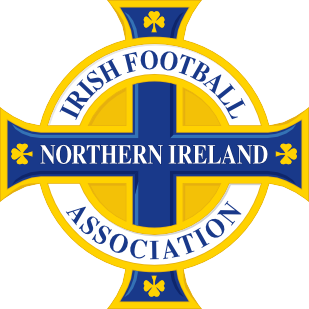 IRISH FOOTBALL
NORTHERN IRELAND
ASSOCIATION